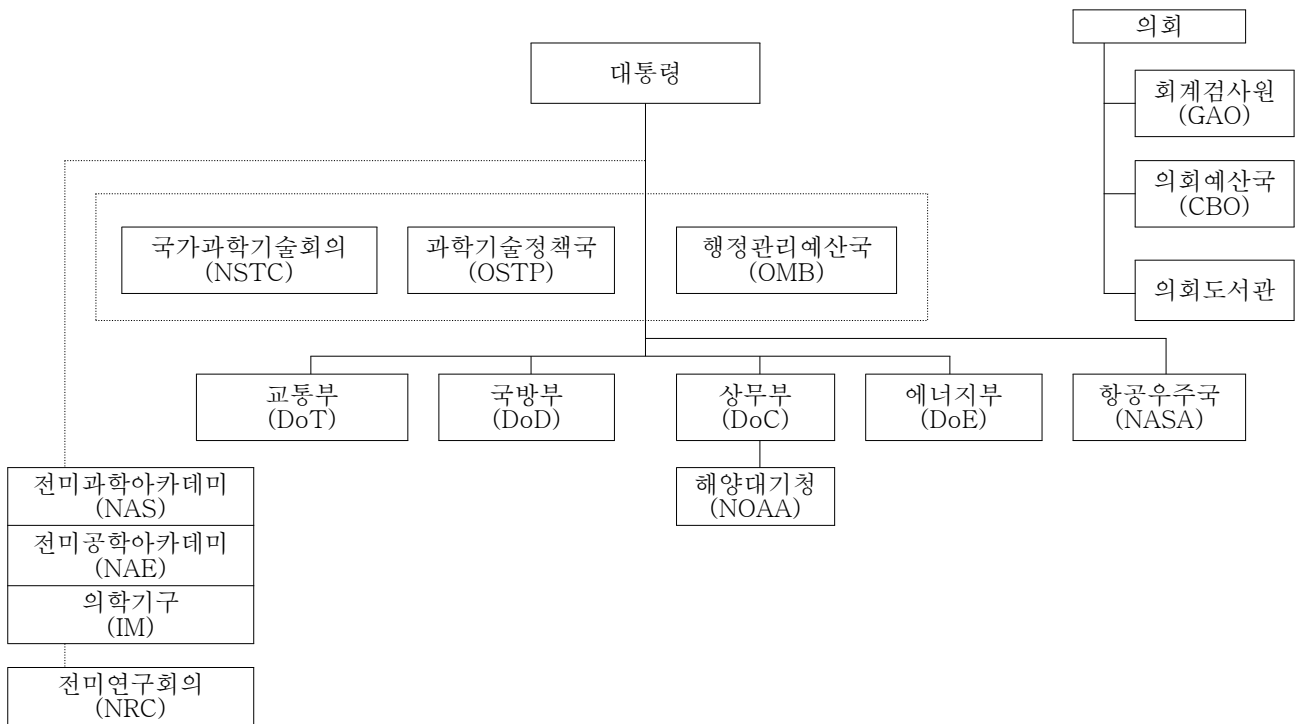 의회
대통령
회계검사원
(GAO)
의회예산국
(CBO)
국가과학기술회의
(NSTC)
과학기술정책국
(OSTP)
행정관리예산국
(OMB)
의회도서관
교통부
(DoT)
국방부
(DoD)
상무부
(DoC)
에너지부
(DoE)
항공우주국
(NASA)
전미과학아카데미
(NAS)
해양대기청
(NOAA)
전미공학아카데미
(NAE)
의학기구
(IM)
전미연구회의
(NRC)